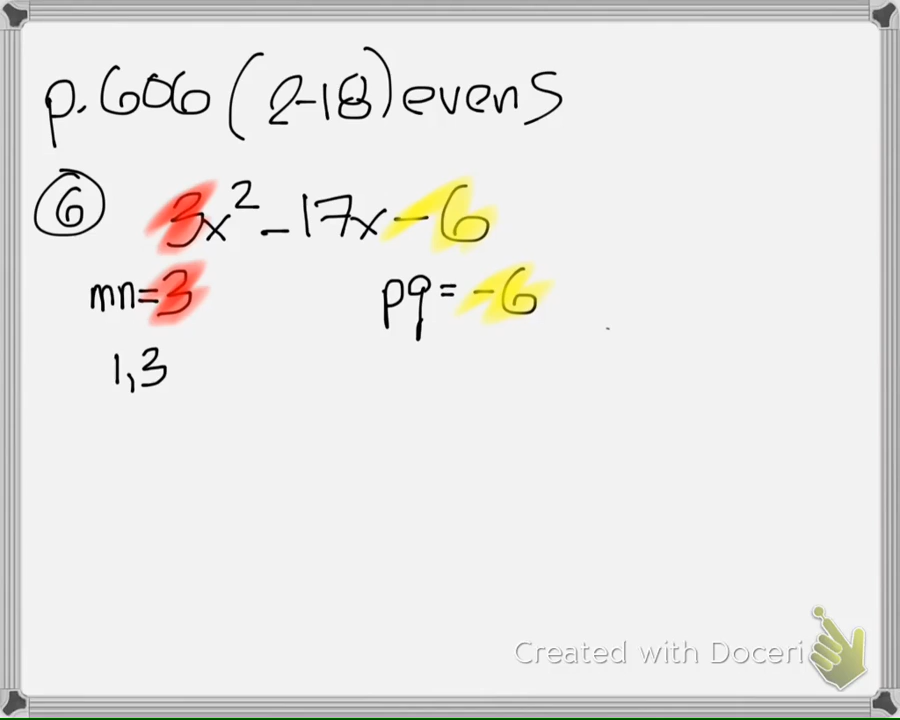 p.606 (2-18) evens
6 3x² - 17x - 6
mn=3 pq= -6
1,3
Created with Doceri